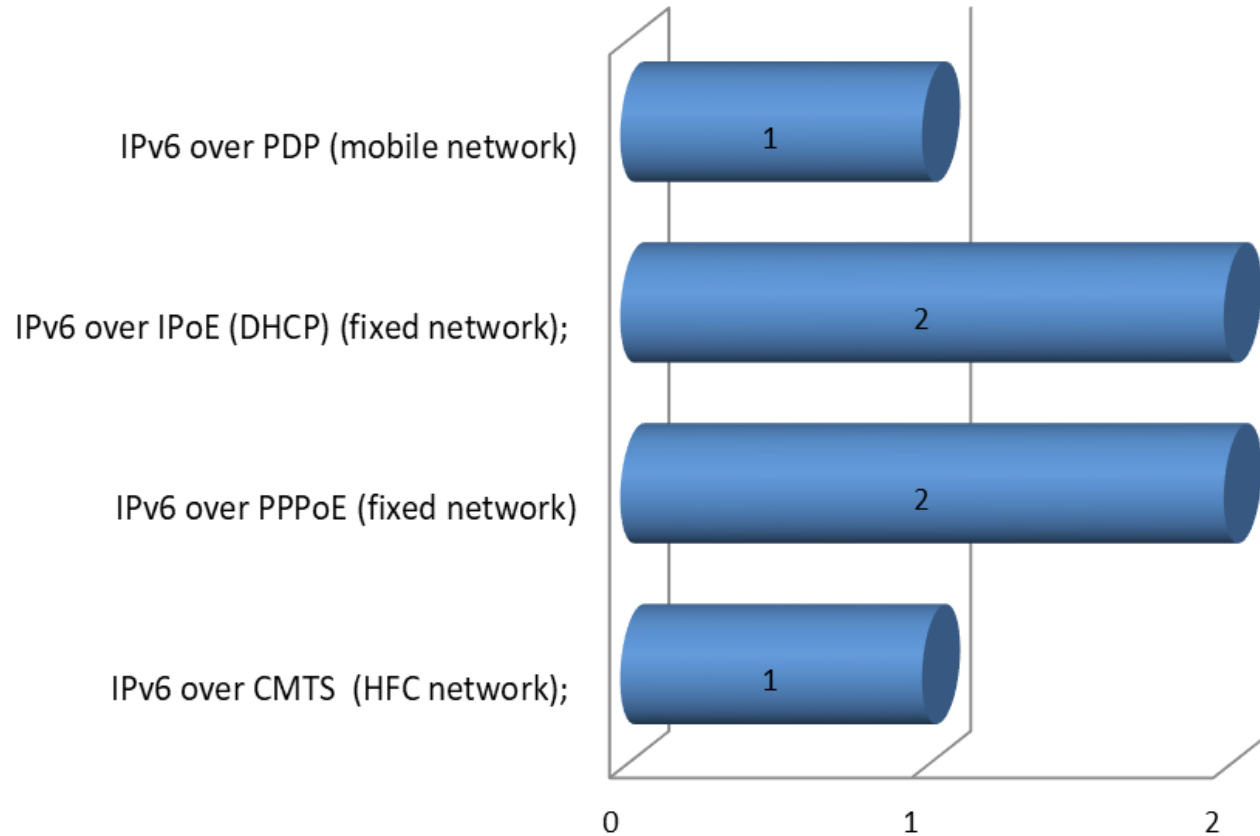 IPv6 over PDP (mobile network)
1
IPv6 over IPoE (DHCP) (fixed network);
2
IPv6 over PPPoE (fixed network)
2
IPv6 over CMTS  (HFC network);
1
0
1
2